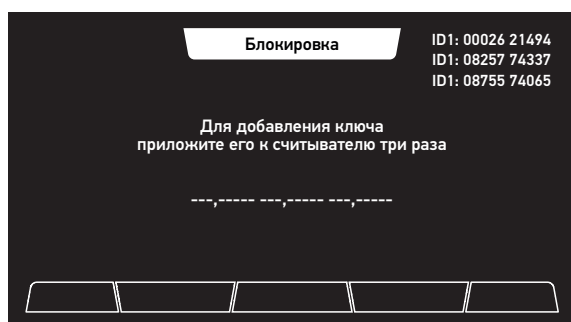 Блокировка
ID1: 00026 21494
ID1: 08257 74337
ID1: 08755 74065
Для добавления ключа
приложите его к считывателю три раза
---,----- ---,----- ---,-----